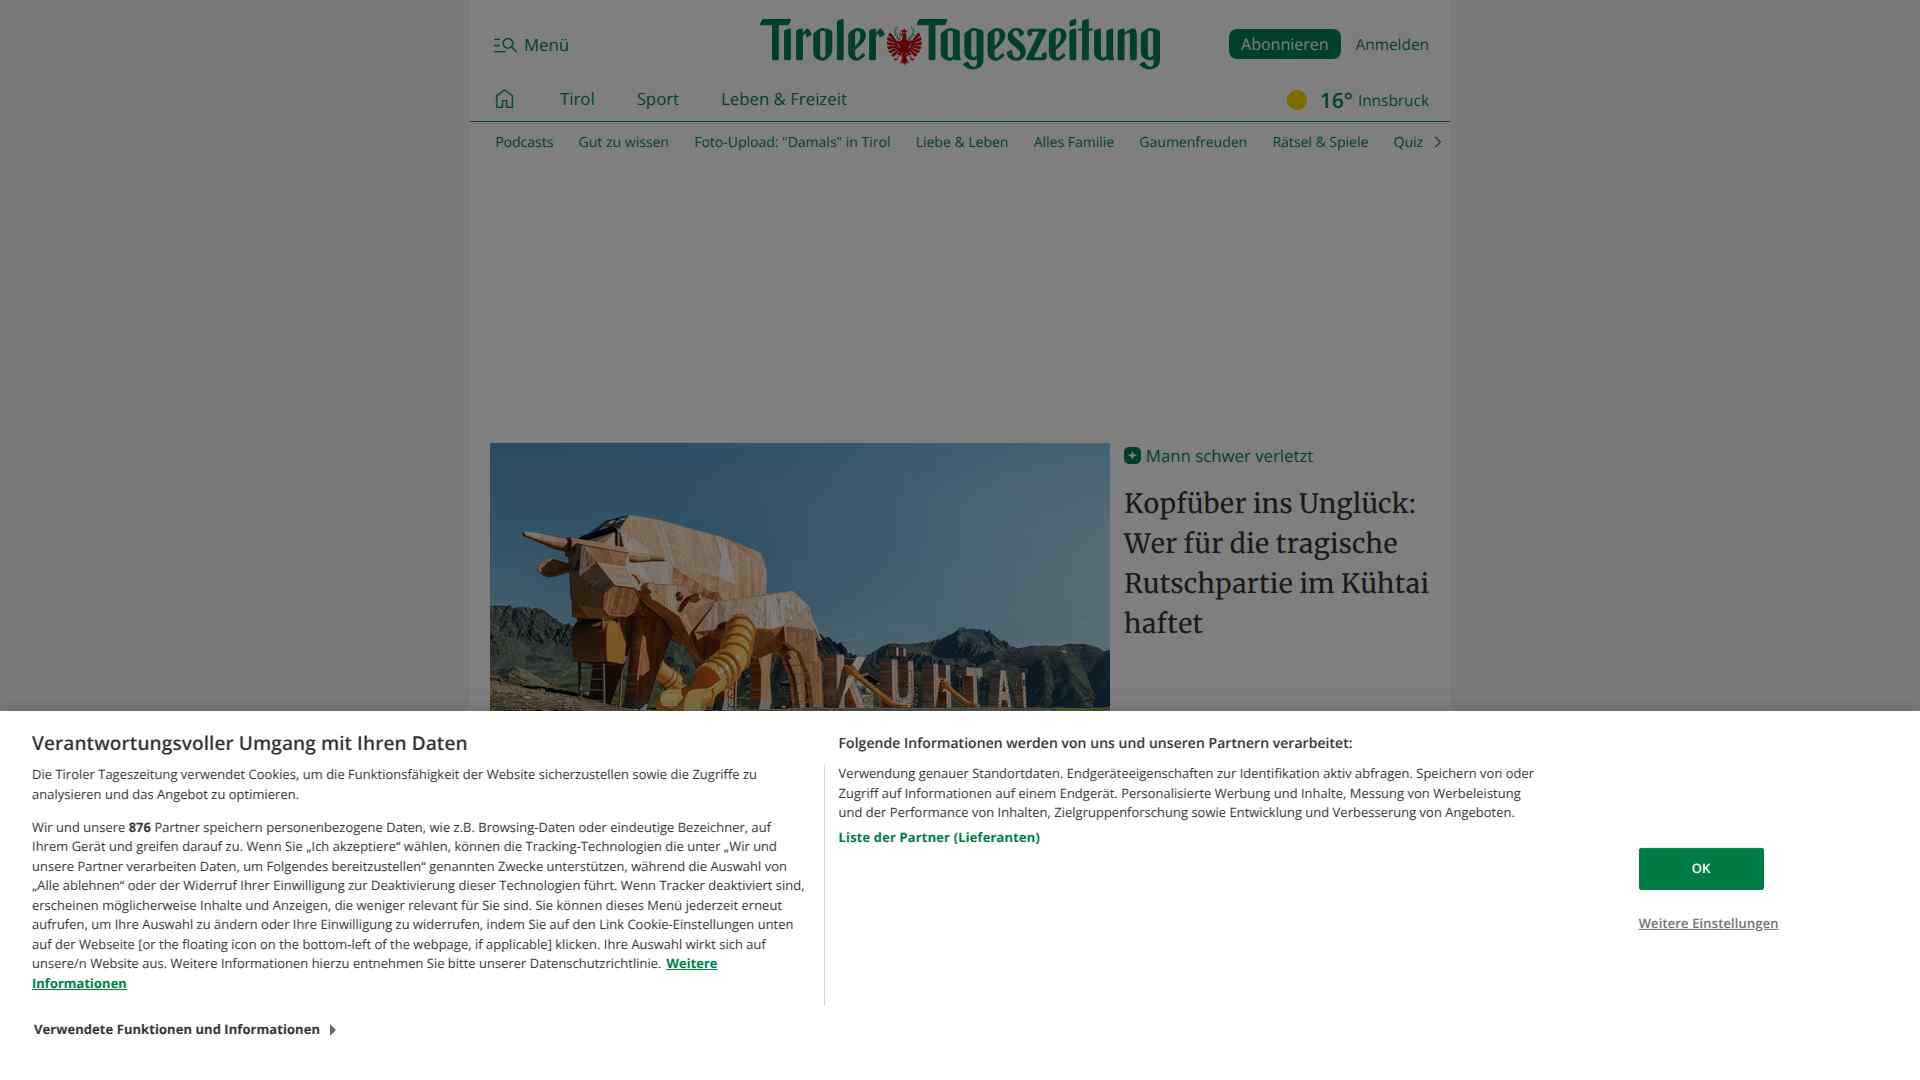 Menü
Tiroler Tageszeitung
Abonnieren
Anmelden
Tirol
Sport
Leben & Freizeit
16° Innsbruck
Podcasts
Gut zu wissen
Foto-Upload: "Damals" in Tirol
Liebe & Leben
Alles Familie
Gaumenfreuden
Rätsel & Spiele
Quiz
KÜHTAI
Mann schwer verletzt
Kopfüber ins Unglück:
Wer für die tragische
Rutschpartie im Kühtai
haftet
Verantwortungsvoller Umgang mit Ihren Daten
Die Tiroler Tageszeitung verwendet Cookies, um die Funktionsfähigkeit der Website sicherzustellen sowie die Zugriffe zu
analysieren und das Angebot zu optimieren.
Wir und unsere 876 Partner speichern personenbezogene Daten, wie z.B. Browsing-Daten oder eindeutige Bezeichner, auf
Ihrem Gerät und greifen darauf zu. Wenn Sie „Ich akzeptiere“ wählen, können die Tracking-Technologien die unter „Wir und
unsere Partner verarbeiten Daten, um Folgendes bereitzustellen“ genannten Zwecke unterstützen, während die Auswahl von
„Alle ablehnen“ oder der Widerruf Ihrer Einwilligung zur Deaktivierung dieser Technologien führt. Wenn Tracker deaktiviert sind,
erscheinen möglicherweise Inhalte und Anzeigen, die weniger relevant für Sie sind. Sie können dieses Menü jederzeit erneut
aufrufen, um Ihre Auswahl zu ändern oder Ihre Einwilligung zu widerrufen, indem Sie auf den Link Cookie-Einstellungen unten
auf der Webseite [or the floating icon on the bottom-left of the webpage, if applicable] klicken. Ihre Auswahl wirkt sich auf
unsere/n Website aus. Weitere Informationen hierzu entnehmen Sie bitte unserer Datenschutzrichtlinie. Weitere
Informationen
Verwendete Funktionen und Informationen
Folgende Informationen werden von uns und unseren Partnern verarbeitet:
Verwendung genauer Standortdaten. Endgeräteeigenschaften zur Identifikation aktiv abfragen. Speichern von oder
Zugriff auf Informationen auf einem Endgerät. Personalisierte Werbung und Inhalte, Messung von Werbeleistung
und der Performance von Inhalten, Zielgruppenforschung sowie Entwicklung und Verbesserung von Angeboten.
Liste der Partner (Lieferanten)
OK
Weitere Einstellungen